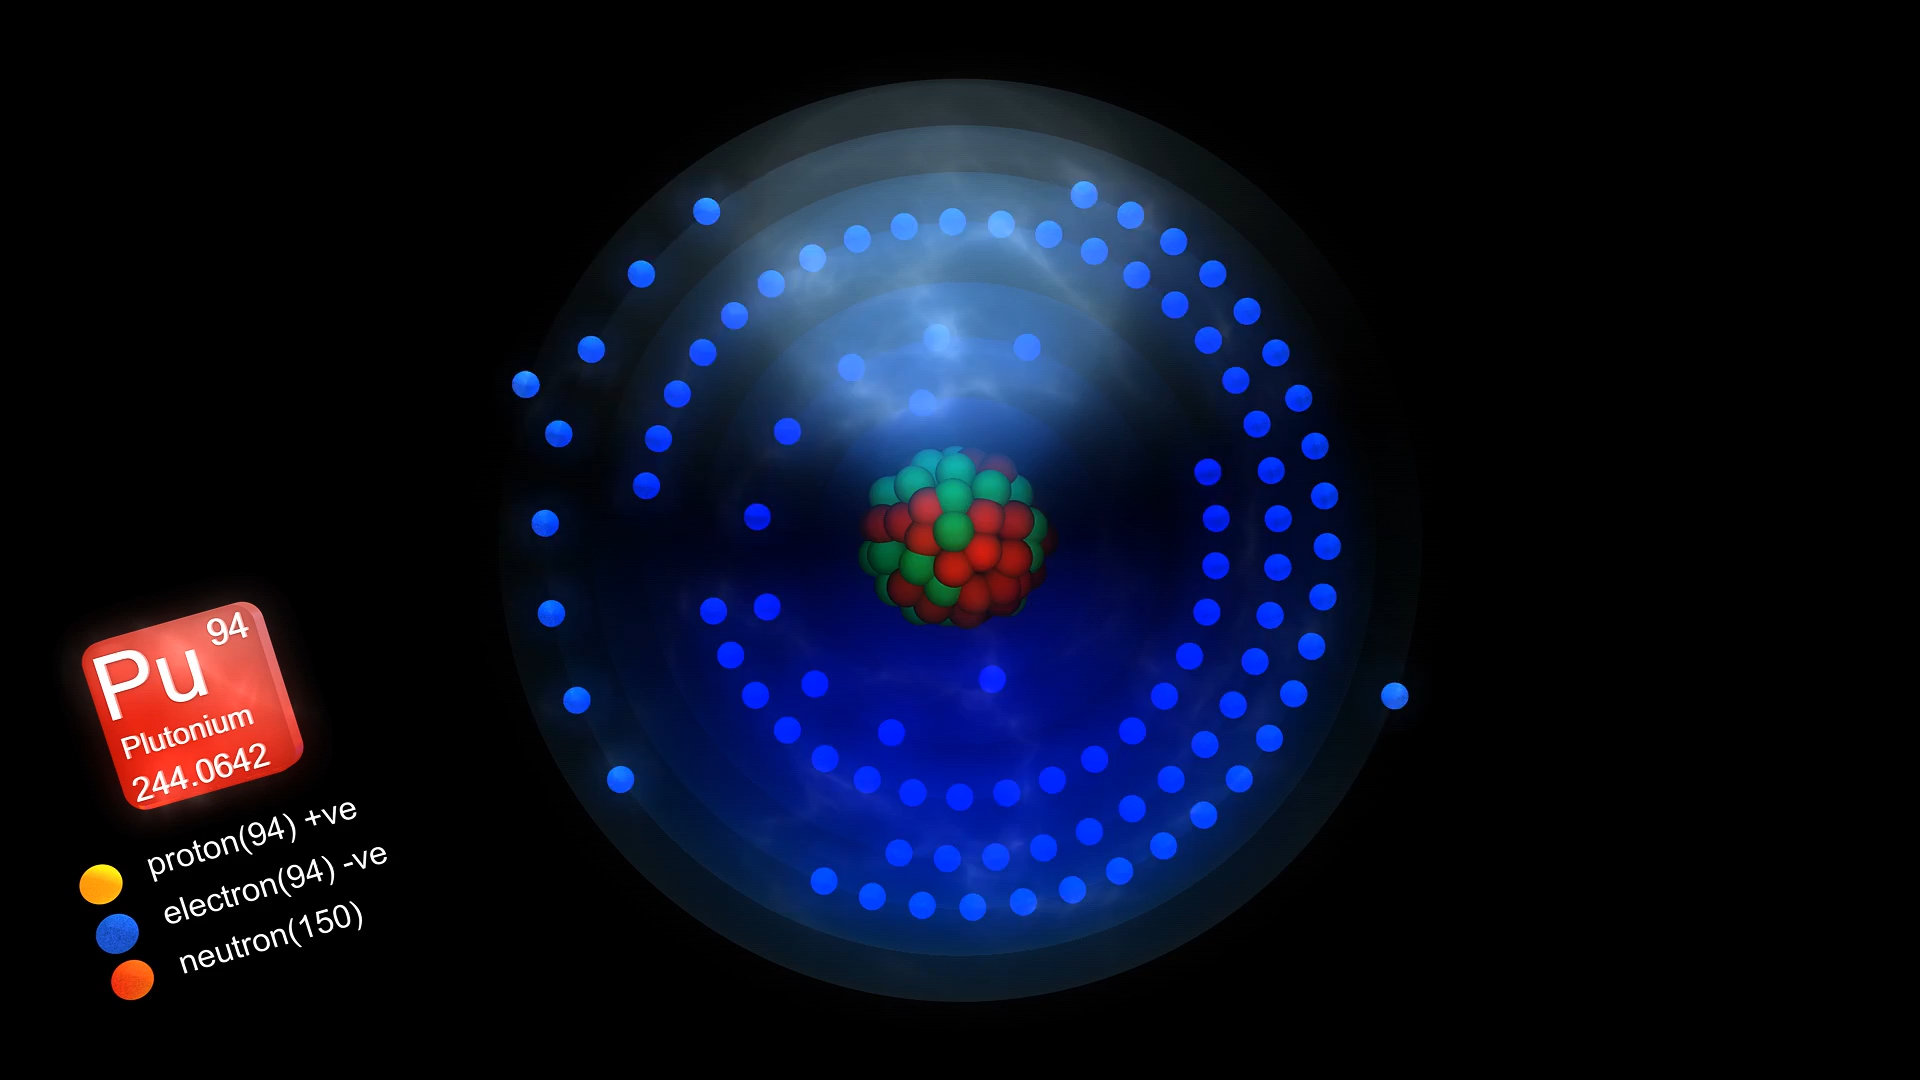 94
Pu
Plutonium
244.0642
proton(94) +ve
electron(94) -ve
neutron(150)